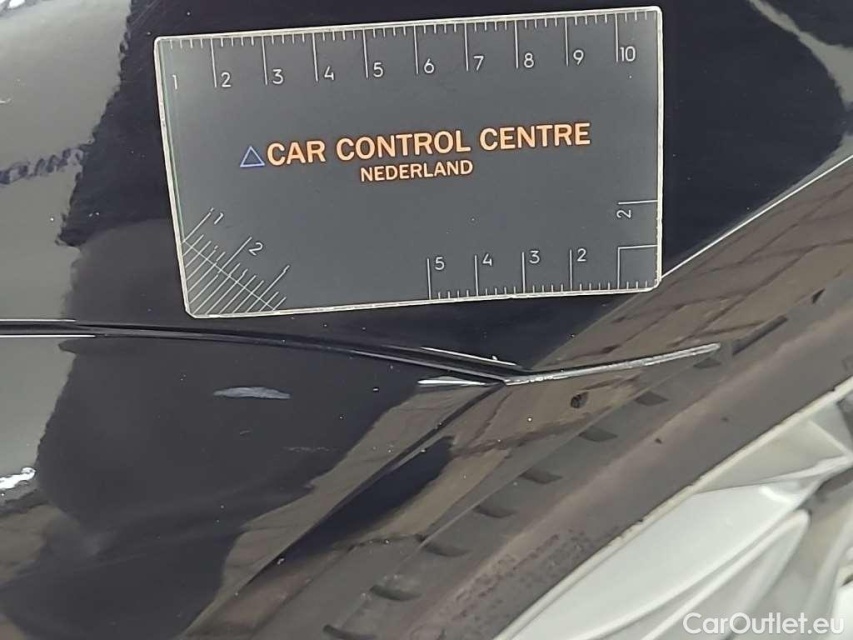 1 2 3 4 5 6 7 8 9 10
CAR CONTROL CENTRE
NEDERLAND
1 2
2
5 4 3 2
CarOutlet.eu